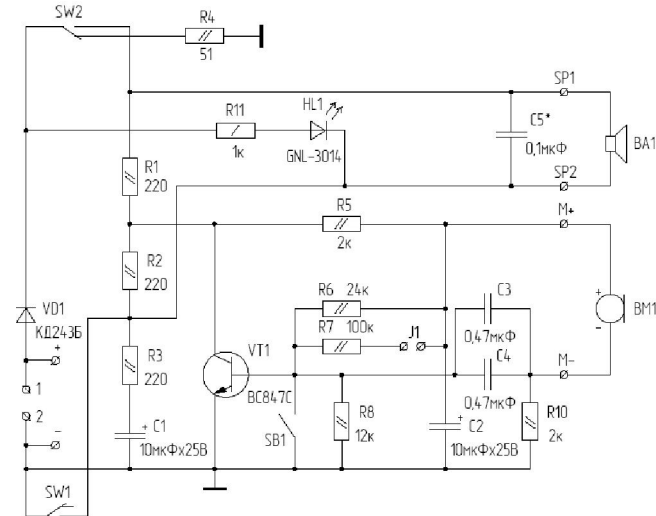 SW2
R4
51
SP1
R11
1к
HL1
GNL-3014
C5*
0,1мкФ
BA1
SP2
R1
220
R5
2к
M+
R2
220
R6 24к
R7 100к
J1
C3
0,47мкФ
BM1
+
-
VD1
КД243Б
+
1
2
-
R3
220
VT1
BC847C
C4
0,47мкФ
M-
+ C1
10мкФх25В
SB1
R8
12к
+
C2
10мкФх25В
R10
2к
SW1